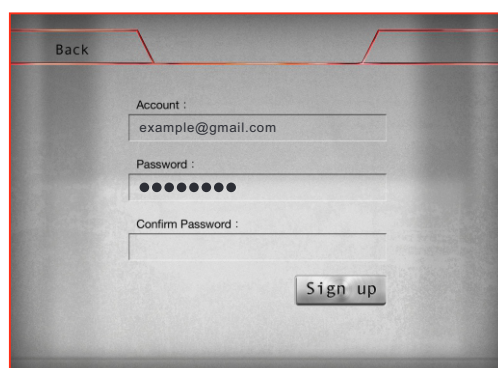 Back
Account :
example@gmail.com
Password :
●●●●●●●●
Confirm Password :
Sign up